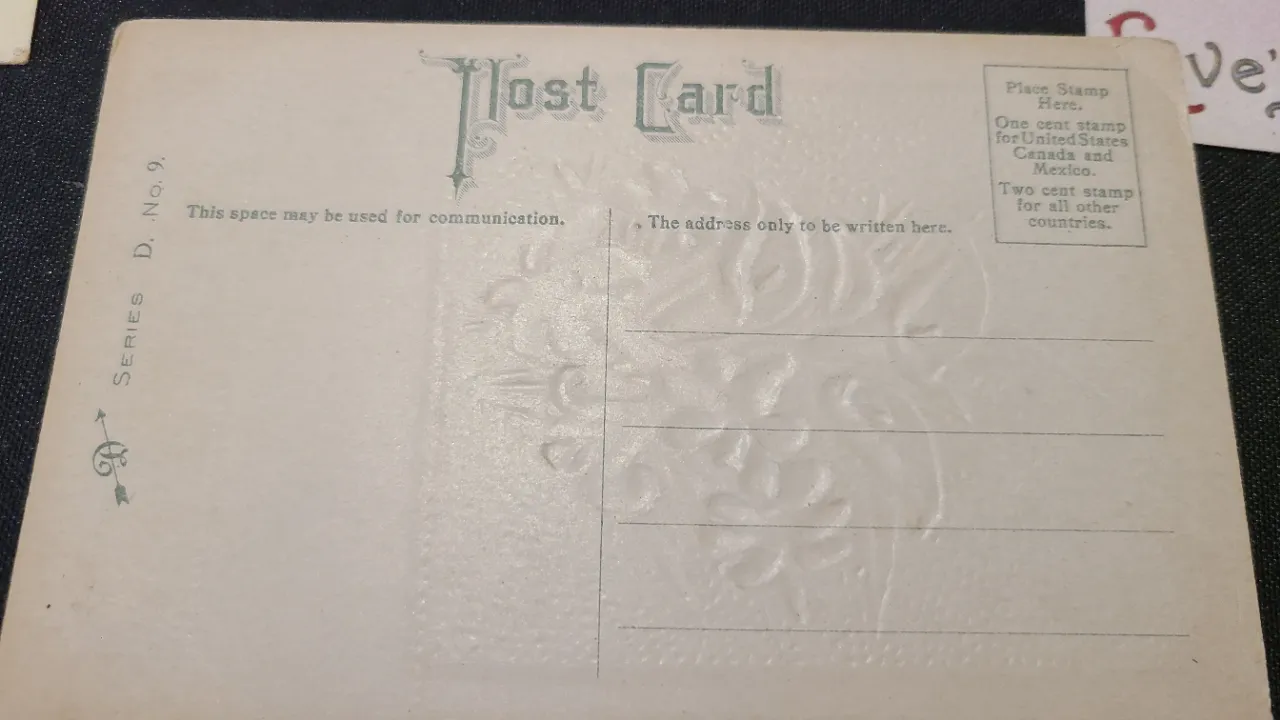 Post Card
Place Stamp
Here.
One cent stamp
for United States
Canada and
Mexico.
Two cent stamp
for all other
countries.
This space may be used for communication.
The address only to be written here.
SERIES D. No. 9.